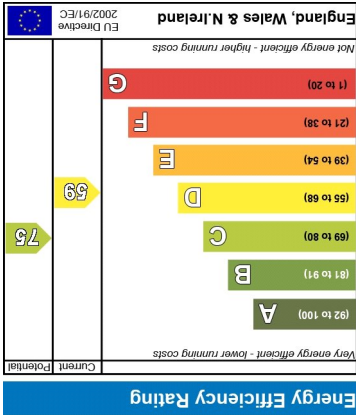 Energy Efficiency Rating
Current Potential
Very energy efficient - lower running costs
(92 to 100) A
(81 to 91) B
(69 to 80) C
75
(55 to 68) D
59
(39 to 54) E
(21 to 38) F
(1 to 20) G
Not energy efficient - higher running costs
England, Wales & N.Ireland
EU Directive
2002/91/EC